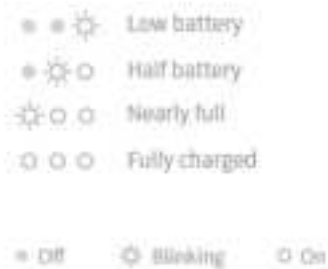 Low battery
Half battery
Nearly full
Fully charged
Off Blinking On